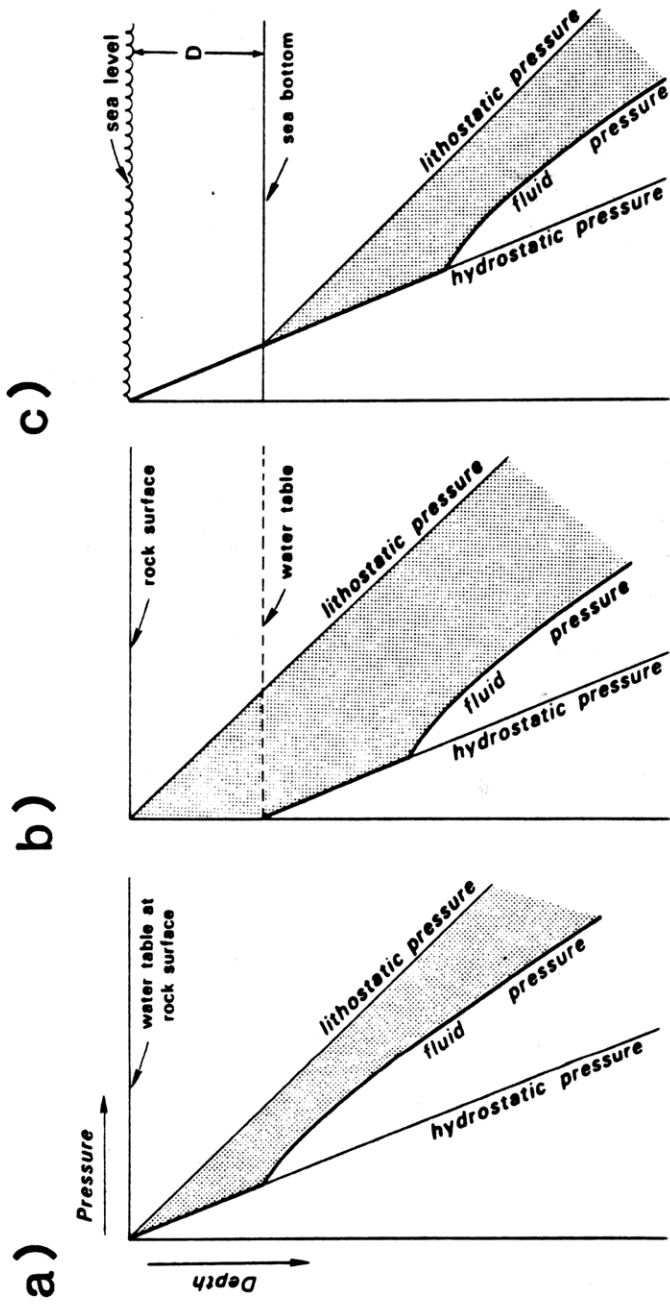 a)
Pressure
Depth
water table at
rock surface
lithostatic pressure
fluid pressure
hydrostatic pressure
b)
rock surface
water table
lithostatic pressure
fluid pressure
hydrostatic pressure
c)
sea level
D
sea bottom
lithostatic pressure
fluid pressure
hydrostatic pressure